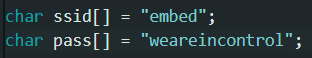 char ssid[] = "embed";
char pass[] = "weareincontrol";